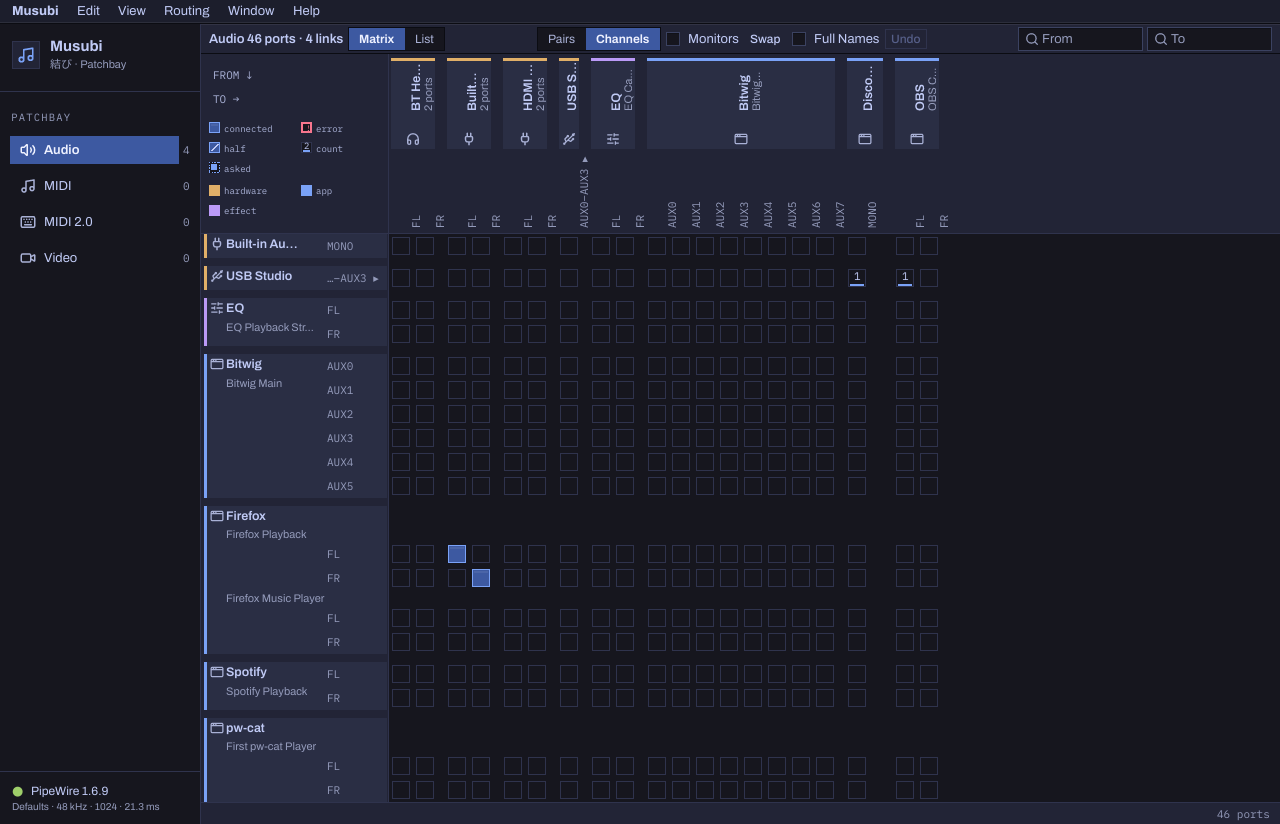 Musubi Edit View Routing Window Help
Musubi
結び · Patchbay
PATCHBAY
Audio 4
MIDI 0
MIDI 2.0 0
Video 0
PipeWire 1.6.9
Defaults · 48 kHz · 1024 · 21.3 ms
Audio 46 ports · 4 links Matrix List Pairs Channels Monitors Swap Full Names Undo From To
FROM ↓
TO →
connected error
half 2 count
asked
hardware app
effect
BT He… 2 ports
Built… 2 ports
HDMI … 2 ports
USB S…
EQ EQ Ca…
Bitwig Bitwig…
Disco…
OBS OBS C…
FL FR FL FR FL FR AUX0–AUX3 ▸ FL FR AUX0 AUX1 AUX2 AUX3 AUX4 AUX5 AUX6 AUX7 MONO FL FR
Built-in Au… MONO
USB Studio …–AUX3 ▸ 1 1
EQ FL
EQ Playback Str… FR
Bitwig AUX0
Bitwig Main AUX1
AUX2
AUX3
AUX4
AUX5
Firefox
Firefox Playback
FL
FR
Firefox Music Player
FL
FR
Spotify FL
Spotify Playback FR
pw-cat
First pw-cat Player
FL
FR
46 ports